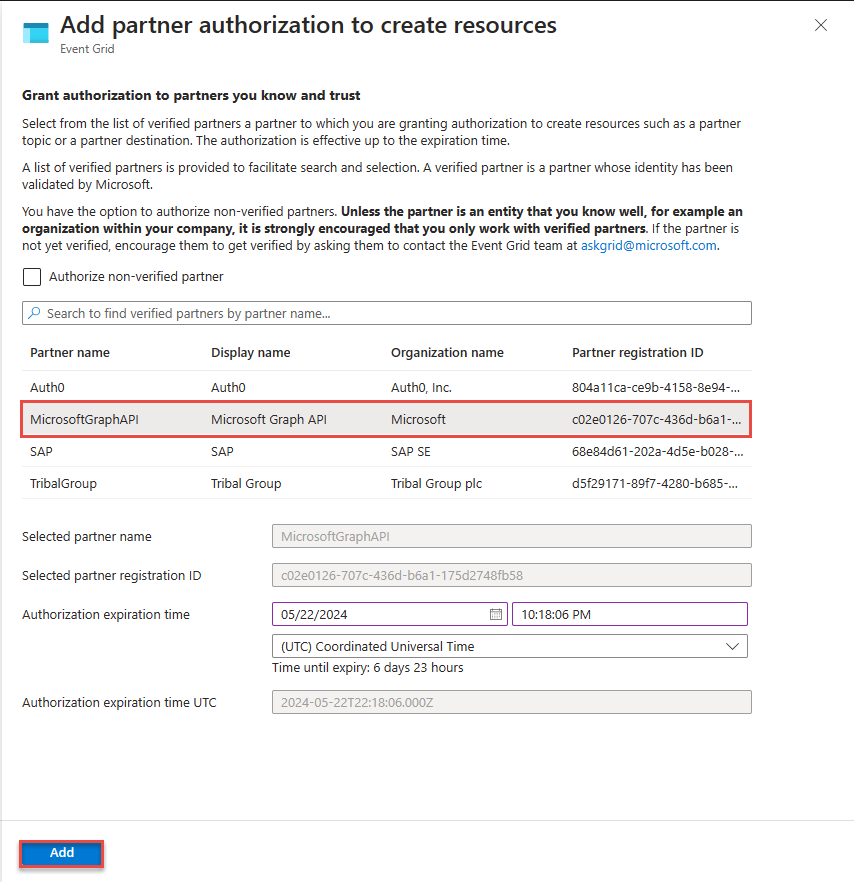 Add partner authorization to create resources
Event Grid
Grant authorization to partners you know and trust
Select from the list of verified partners a partner to which you are granting authorization to create resources such as a partner
topic or a partner destination. The authorization is effective up to the expiration time.
A list of verified partners is provided to facilitate search and selection. A verified partner is a partner whose identity has been
validated by Microsoft.
You have the option to authorize non-verified partners. Unless the partner is an entity that you know well, for example an
organization within your company, it is strongly encouraged that you only work with verified partners. If the partner is
not yet verified, encourage them to get verified by asking them to contact the Event Grid team at askgrid@microsoft.com.
Authorize non-verified partner
Search to find verified partners by partner name...
Partner name Display name Organization name Partner registration ID
Auth0 Auth0 Auth0, Inc. 804a11ca-ce9b-4158-8e94-...
MicrosoftGraphAPI Microsoft Graph API Microsoft c02e0126-707c-436d-b6a1-...
SAP SAP SAP SE 68e84d61-202a-4d5e-b028-...
TribalGroup Tribal Group Tribal Group plc d5f29171-89f7-4280-b685-...
Selected partner name MicrosoftGraphAPI
Selected partner registration ID c02e0126-707c-436d-b6a1-175d2748fb58
Authorization expiration time 05/22/2024 10:18:06 PM
(UTC) Coordinated Universal Time
Time until expiry: 6 days 23 hours
Authorization expiration time UTC 2024-05-22T22:18:06.000Z
Add